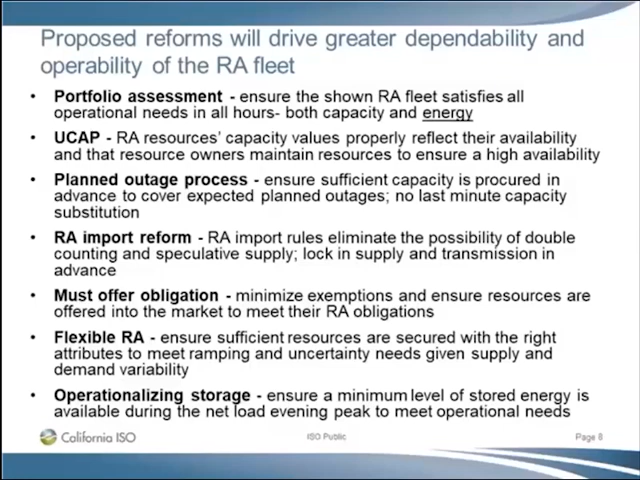 Proposed reforms will drive greater dependability and
operability of the RA fleet
• Portfolio assessment - ensure the shown RA fleet satisfies all
operational needs in all hours- both capacity and energy
• UCAP - RA resources' capacity values properly reflect their availability
and that resource owners maintain resources to ensure a high availability
• Planned outage process - ensure sufficient capacity is procured in
advance to cover expected planned outages; no last minute capacity
substitution
• RA import reform - RA import rules eliminate the possibility of double
counting and speculative supply; lock in supply and transmission in
advance
• Must offer obligation - minimize exemptions and ensure resources are
offered into the market to meet their RA obligations
• Flexible RA - ensure sufficient resources are secured with the right
attributes to meet ramping and uncertainty needs given supply and
demand variability
• Operationalizing storage - ensure a minimum level of stored energy is
available during the net load evening peak to meet operational needs
California ISO
ISO Public
Page 8